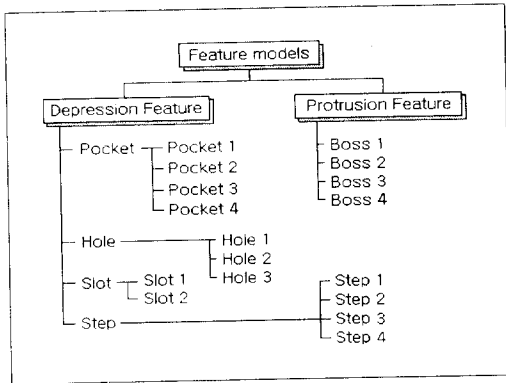 Feature models
Depression Feature
Protrusion Feature
Pocket
Pocket 1
Pocket 2
Pocket 3
Pocket 4
Hole
Hole 1
Hole 2
Hole 3
Slot
Slot 1
Slot 2
Step
Step 1
Step 2
Step 3
Step 4
Boss 1
Boss 2
Boss 3
Boss 4